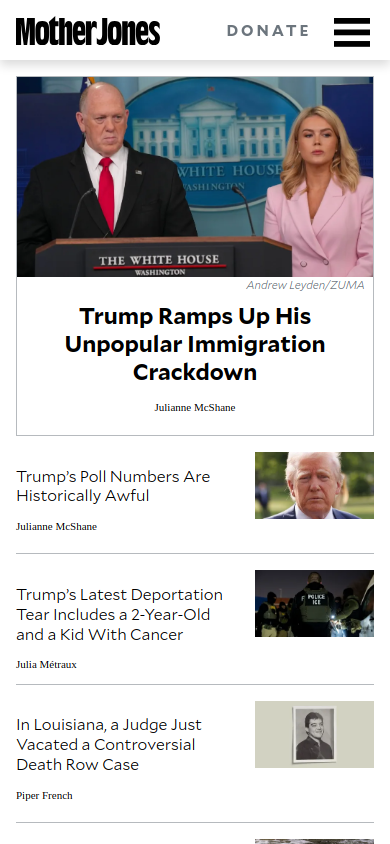 Mother Jones
DONATE
THE WHITE HOUSE
WASHINGTON
THE WHITE HOUSE
WASHINGTON
Andrew Leyden/ZUMA
Trump Ramps Up His
Unpopular Immigration
Crackdown
Julianne McShane
Trump's Poll Numbers Are
Historically Awful
Julianne McShane
Trump’s Latest Deportation
Tear Includes a 2-Year-Old
and a Kid With Cancer
Julia Métraux
POLICE
ICE
In Louisiana, a Judge Just
Vacated a Controversial
Death Row Case
Piper French